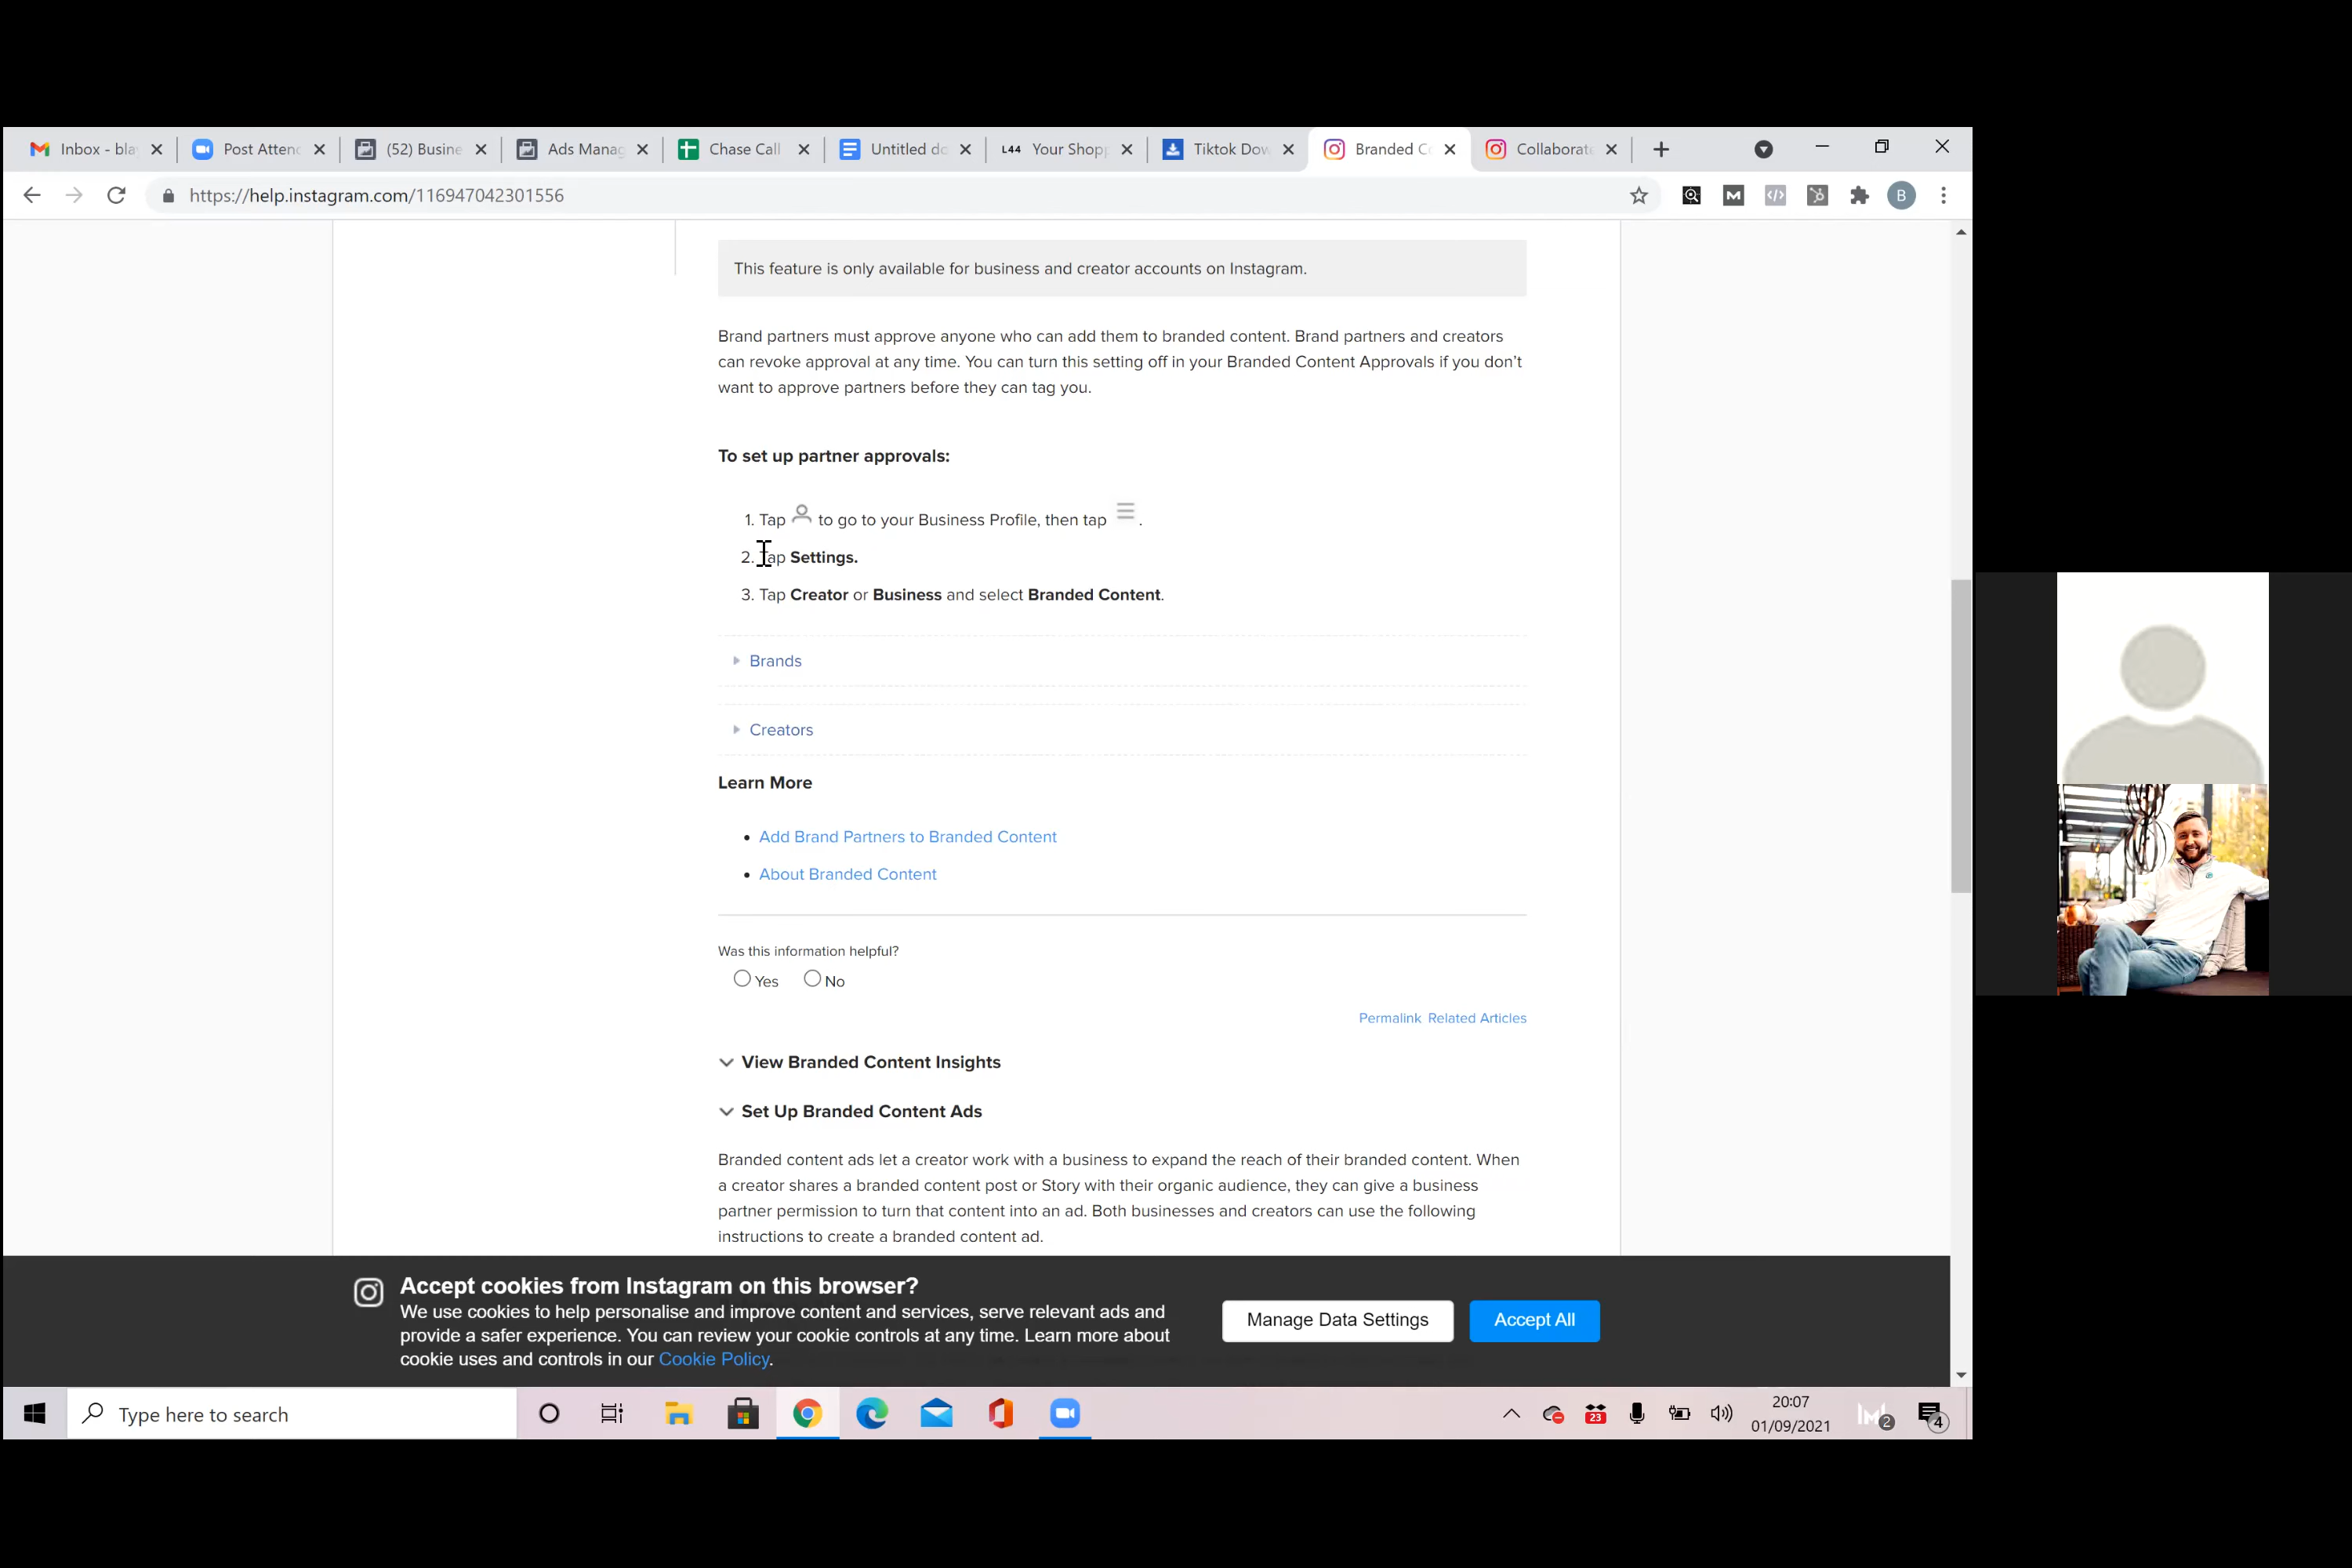 Inbox - bla
Post Attend
(52) Busine
Ads Manag
Chase Call
Untitled do
L44 Your Shopp
Tiktok Dow
Branded Co
Collaborate
https://help.instagram.com/116947042301556
B
This feature is only available for business and creator accounts on Instagram.
Brand partners must approve anyone who can add them to branded content. Brand partners and creators
can revoke approval at any time. You can turn this setting off in your Branded Content Approvals if you don't
want to approve partners before they can tag you.
To set up partner approvals:
1. Tap to go to your Business Profile, then tap .
2. Tap Settings.
3. Tap Creator or Business and select Branded Content.
Brands
Creators
Learn More
Add Brand Partners to Branded Content
About Branded Content
Was this information helpful?
Yes No
Permalink Related Articles
View Branded Content Insights
Set Up Branded Content Ads
Branded content ads let a creator work with a business to expand the reach of their branded content. When
a creator shares a branded content post or Story with their organic audience, they can give a business
partner permission to turn that content into an ad. Both businesses and creators can use the following
instructions to create a branded content ad.
Accept cookies from Instagram on this browser?
We use cookies to help personalise and improve content and services, serve relevant ads and
provide a safer experience. You can review your cookie controls at any time. Learn more about
cookie uses and controls in our Cookie Policy.
Manage Data Settings
Accept All
Type here to search
23
20:07
01/09/2021
2
4